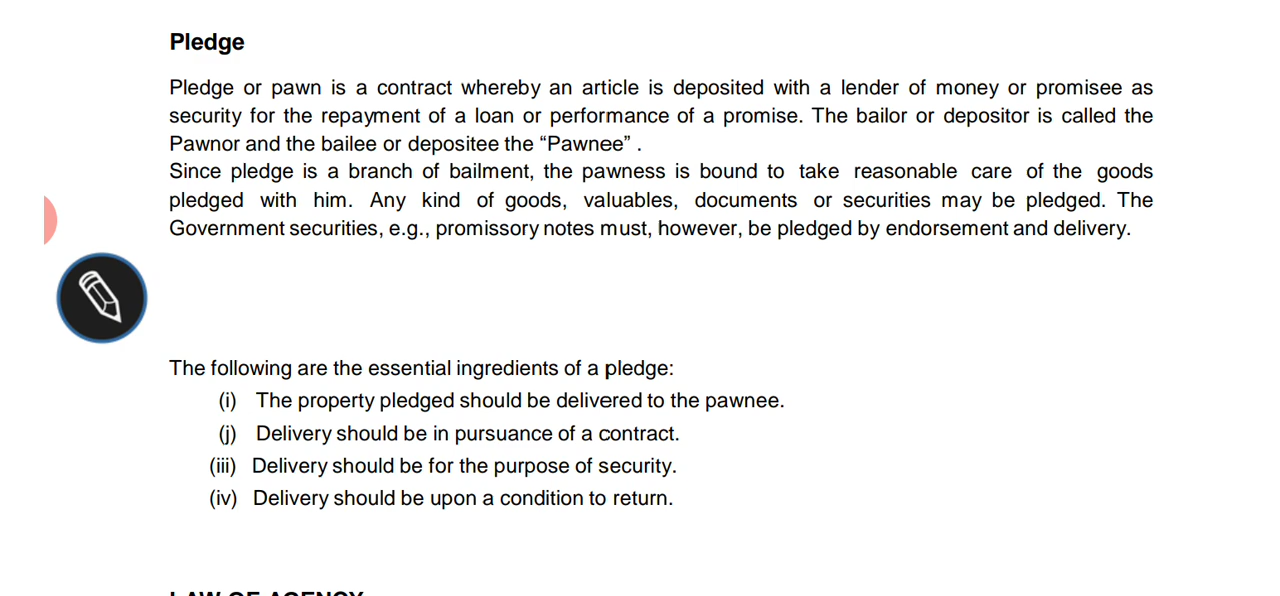 Pledge
Pledge or pawn is a contract whereby an article is deposited with a lender of money or promisee as
security for the repayment of a loan or performance of a promise. The bailor or depositor is called the
Pawnor and the bailee or depositee the “Pawnee” .
Since pledge is a branch of bailment, the pawness is bound to take reasonable care of the goods
pledged with him. Any kind of goods, valuables, documents or securities may be pledged. The
Government securities, e.g., promissory notes must, however, be pledged by endorsement and delivery.
The following are the essential ingredients of a pledge:
(i) The property pledged should be delivered to the pawnee.
(j) Delivery should be in pursuance of a contract.
(iii) Delivery should be for the purpose of security.
(iv) Delivery should be upon a condition to return.
LAW OF AGENCY